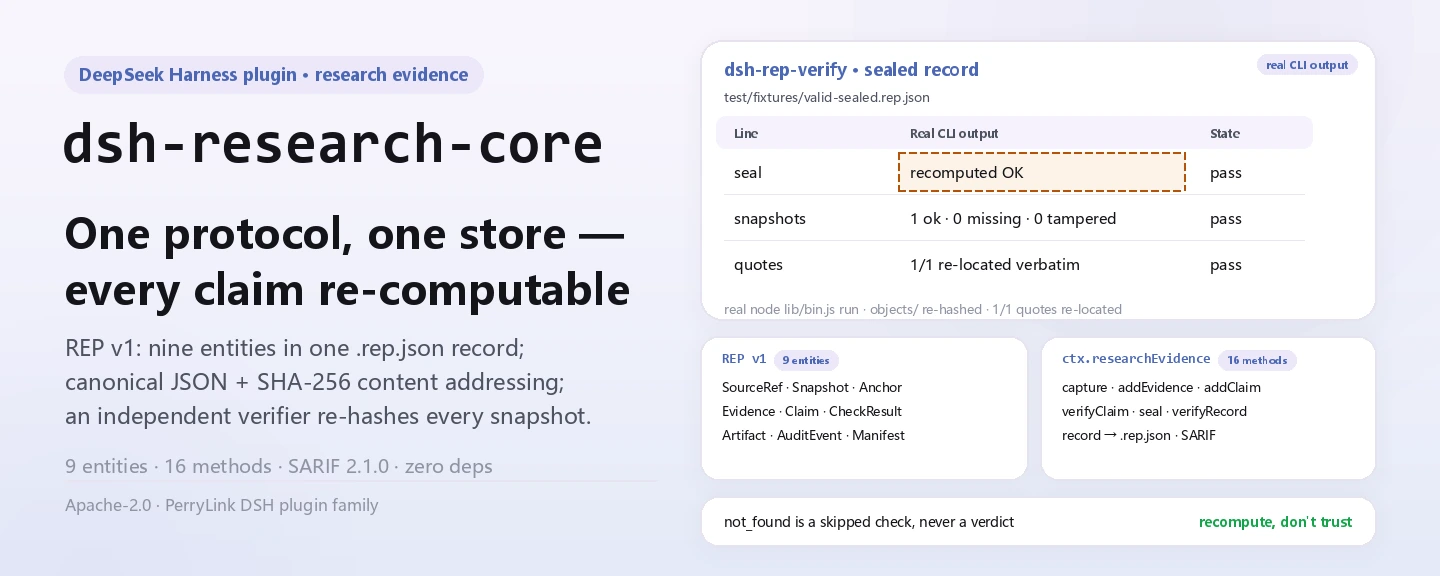 DeepSeek Harness plugin • research evidence
dsh-research-core
One protocol, one store —
every claim re-computable
REP v1: nine entities in one .rep.json record;
canonical JSON + SHA-256 content addressing;
an independent verifier re-hashes every snapshot.
9 entities · 16 methods · SARIF 2.1.0 · zero deps
Apache-2.0 · PerryLink DSH plugin family
dsh-rep-verify • sealed record
real CLI output
test/fixtures/valid-sealed.rep.json
Line Real CLI output State
seal recomputed OK pass
snapshots 1 ok · 0 missing · 0 tampered pass
quotes 1/1 re-located verbatim pass
real node lib/bin.js run · objects/ re-hashed · 1/1 quotes re-located
REP v1 9 entities
SourceRef · Snapshot · Anchor
Evidence · Claim · CheckResult
Artifact · AuditEvent · Manifest
ctx.researchEvidence 16 methods
capture · addEvidence · addClaim
verifyClaim · seal · verifyRecord
record → .rep.json · SARIF
not_found is a skipped check, never a verdict
recompute, don't trust